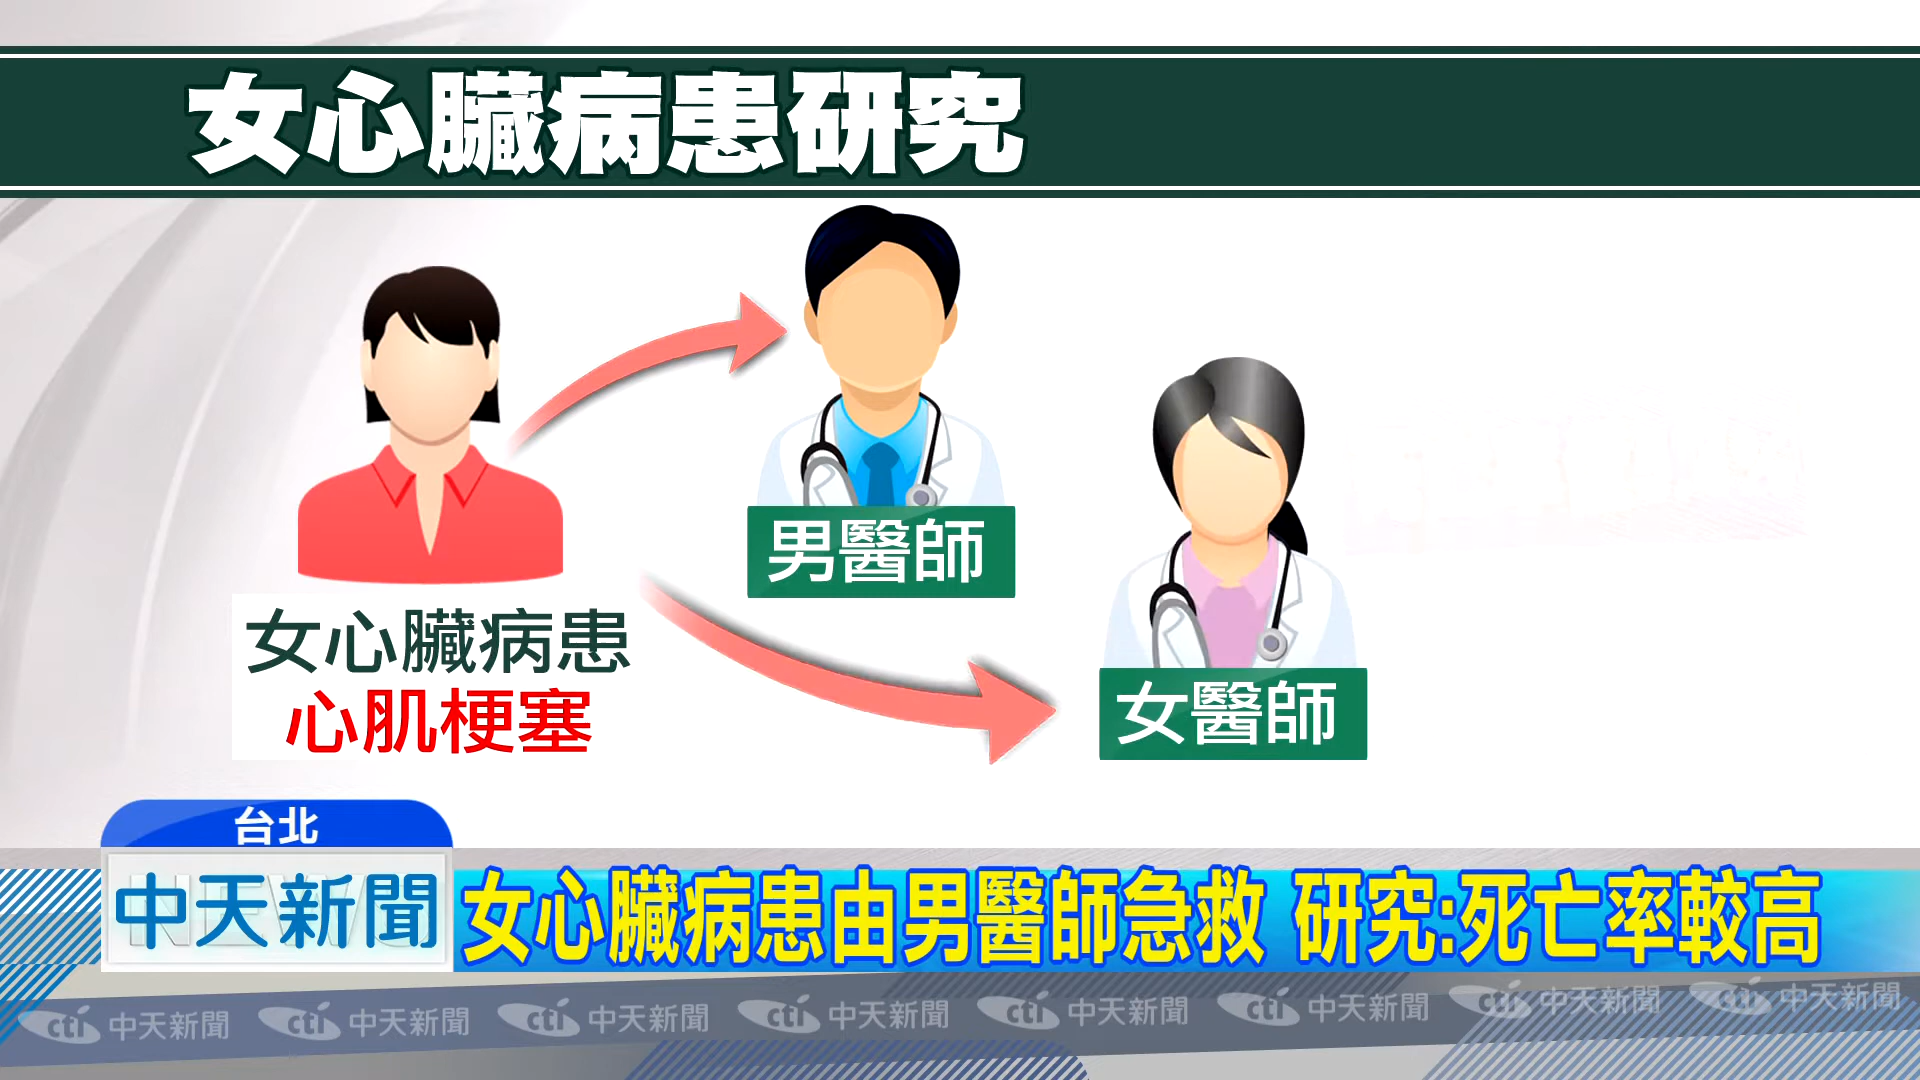 女心臟病患研究
男醫師
女心臟病患
心肌梗塞
女醫師
台北
中天新聞
女心臟病患由男醫師急救 研究:死亡率較高
cti 中天新聞 cti 中天新聞 cti 中天新聞 cti 中天新聞 cti 中天新聞 cti 中天新聞 cti 中天新聞 cti 中天新聞